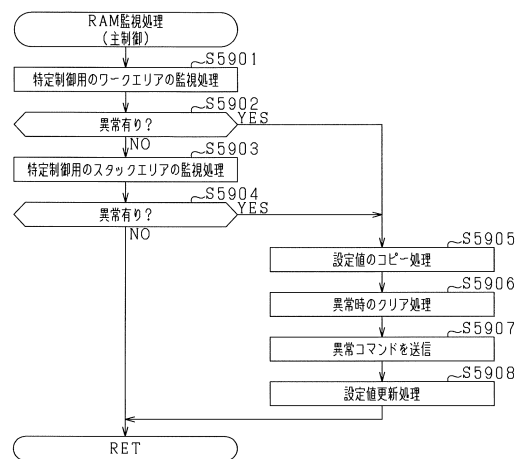 RAM監視処理
(主制御)
S5901
特定制御用のワークエリアの監視処理
S5902
異常有り?
YES
NO
S5903
特定制御用のスタックエリアの監視処理
S5904
異常有り?
YES
NO
S5905
設定値のコピー処理
S5906
異常時のクリア処理
S5907
異常コマンドを送信
S5908
設定値更新処理
RET